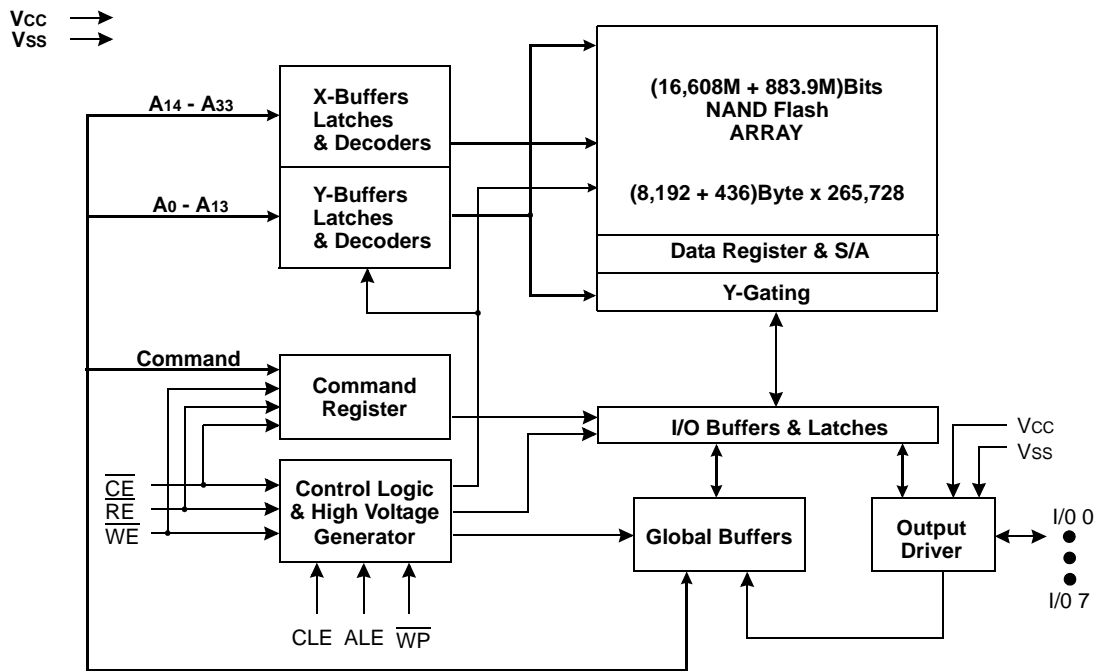 VCC
VSS
A14 - A33
X-Buffers
Latches
& Decoders
A0 - A13
Y-Buffers
Latches
& Decoders
(16,608M + 883.9M)Bits
NAND Flash
ARRAY
(8,192 + 436)Byte x 265,728
Data Register & S/A
Y-Gating
Command
Command
Register
I/O Buffers & Latches
VCC
VSS
CE
RE
WE
Control Logic
& High Voltage
Generator
Global Buffers
Output
Driver
I/0 0
I/0 7
CLE ALE WP